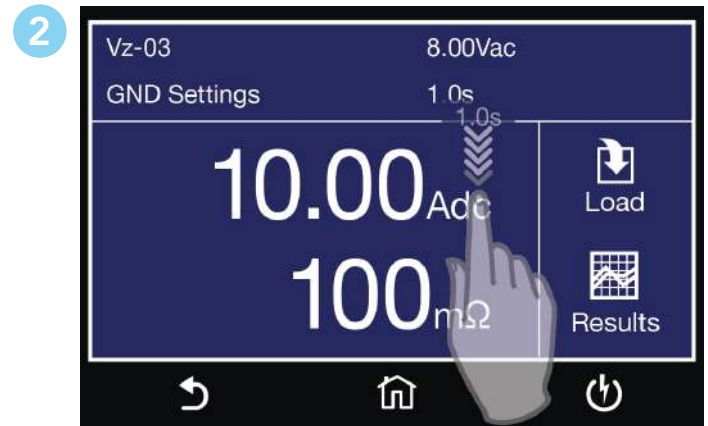 2
Vz-03 8.00Vac
GND Settings 1.0s
1.0s
10.00Adc
Load
100mΩ
Results